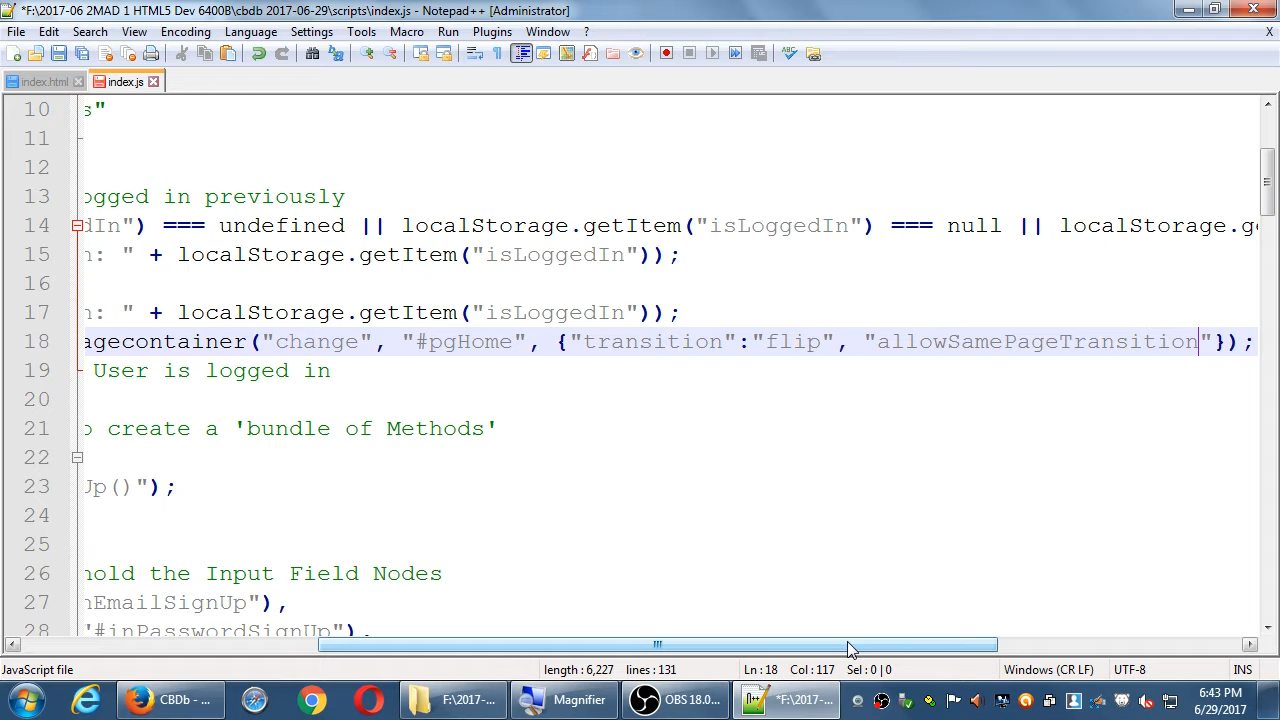 *F:\2017-06 2MAD 1 HTML5 Dev 6400B\cbdb 2017-06-29\scripts\index.js - Notepad++ [Administrator]
File Edit Search View Encoding Language Settings Tools Macro Run Plugins Window ? X
index.html index.js
10 s"
11
12
13 ogged in previously
14 dIn") === undefined || localStorage.getItem("isLoggedIn") === null || localStorage.ge
15 n: " + localStorage.getItem("isLoggedIn"));
16
17 n: " + localStorage.getItem("isLoggedIn"));
18 agecontainer("change", "#pgHome", {"transition":"flip", "allowSamePageTransition"});
19 User is logged in
20
21 o create a 'bundle of Methods'
22
23 Up()");
24
25
26 hold the Input Field Nodes
27 nEmailSignUp"),
28 "#inPasswordSignUp"),
JavaScript file length : 6,227 lines : 131 Ln : 18 Col : 117 Sel : 0 | 0 Windows (CR LF) UTF-8 INS
CBDb - ... F:\2017-... Magnifier OBS 18.0... *F:\2017-... 6:43 PM
6/29/2017